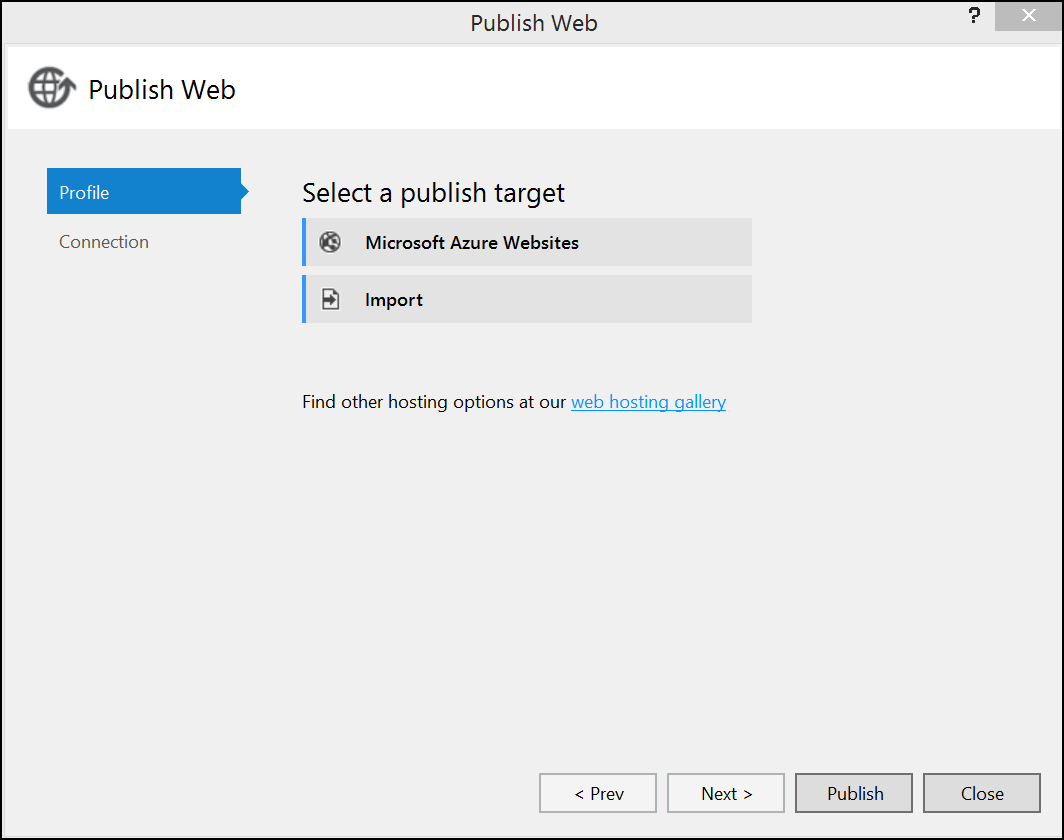 Publish Web
?
Publish Web
Profile
Connection
Select a publish target
Microsoft Azure Websites
Import
Find other hosting options at our web hosting gallery
< Prev
Next >
Publish
Close